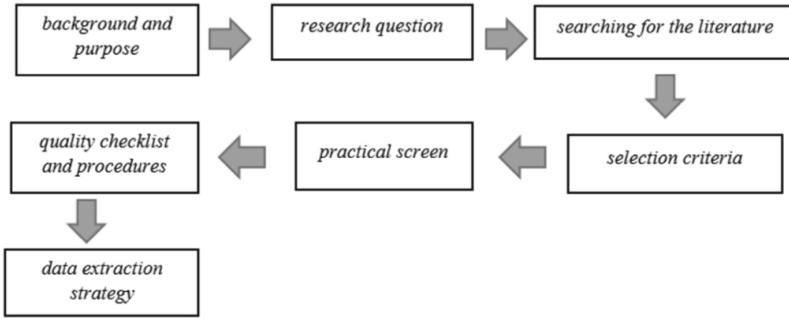 background and
purpose
research question
searching for the literature
selection criteria
practical screen
quality checklist
and procedures
data extraction
strategy